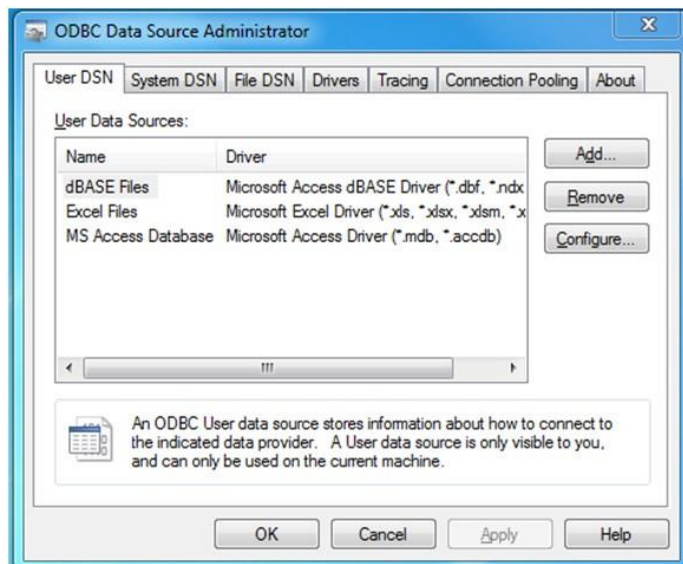 ODBC Data Source Administrator
User DSN System DSN File DSN Drivers Tracing Connection Pooling About
User Data Sources:
Name Driver
dBASE Files Microsoft Access dBASE Driver (*.dbf, *.ndx
Excel Files Microsoft Excel Driver (*.xls, *.xlsx, *.xlsm, *.x
MS Access Database Microsoft Access Driver (*.mdb, *.accdb)
Add...
Remove
Configure...
An ODBC User data source stores information about how to connect to
the indicated data provider. A User data source is only visible to you,
and can only be used on the current machine.
OK Cancel Apply Help